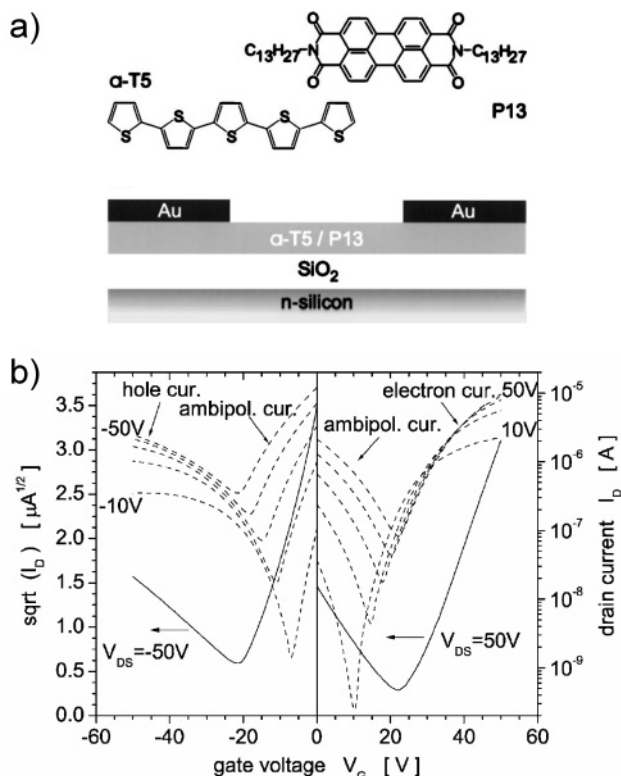 a)
C13H27–N
O
O
O
O
N–C13H27
α-T5
P13
S
S
S
S
S
Au
Au
α-T5 / P13
SiO2
n-silicon
b)
hole cur.
ambipol. cur.
electron cur.
50V
10V
ambipol. cur.
-50V
-10V
VDS=-50V
VDS=50V
3.5
3.0
2.5
2.0
1.5
1.0
0.5
0.0
sqrt (ID) [ μA1/2 ]
10-5
10-6
10-7
10-8
10-9
drain current ID [ A ]
-60
-40
-20
0
20
40
60
gate voltage VG [ V ]